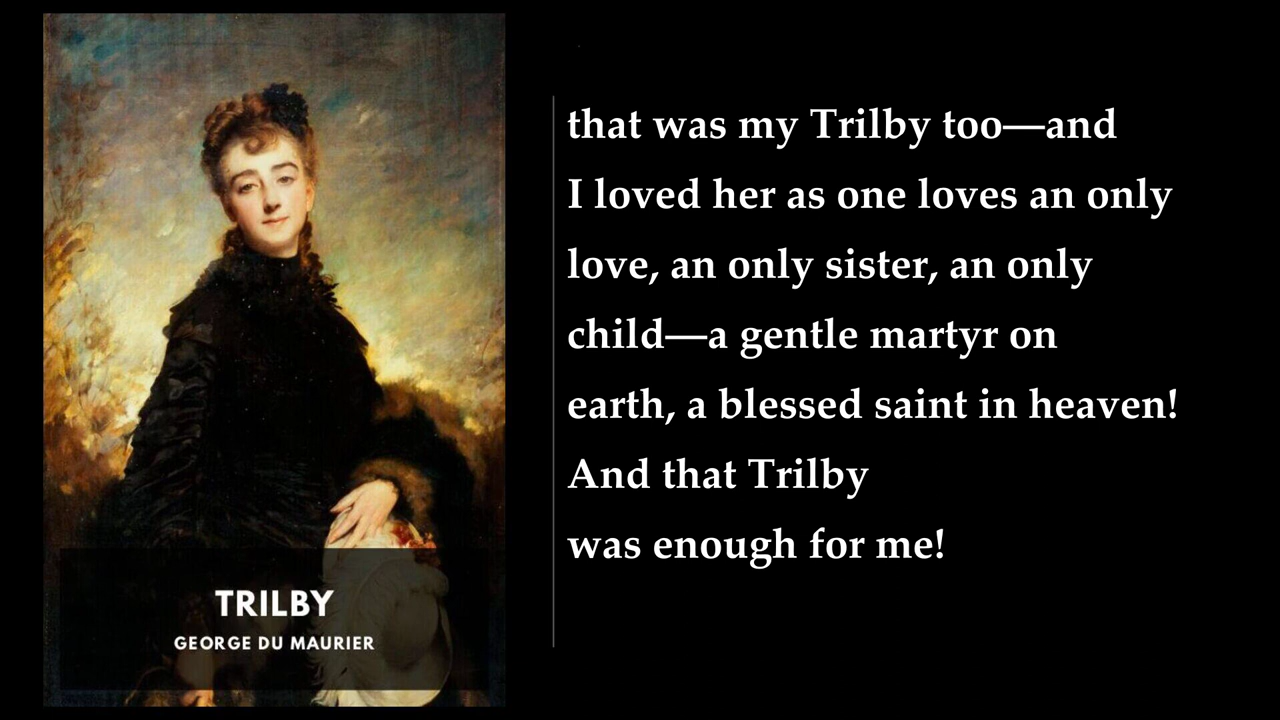 TRILBY
GEORGE DU MAURIER
that was my Trilby too—and
I loved her as one loves an only
love, an only sister, an only
child—a gentle martyr on
earth, a blessed saint in heaven!
And that Trilby
was enough for me!